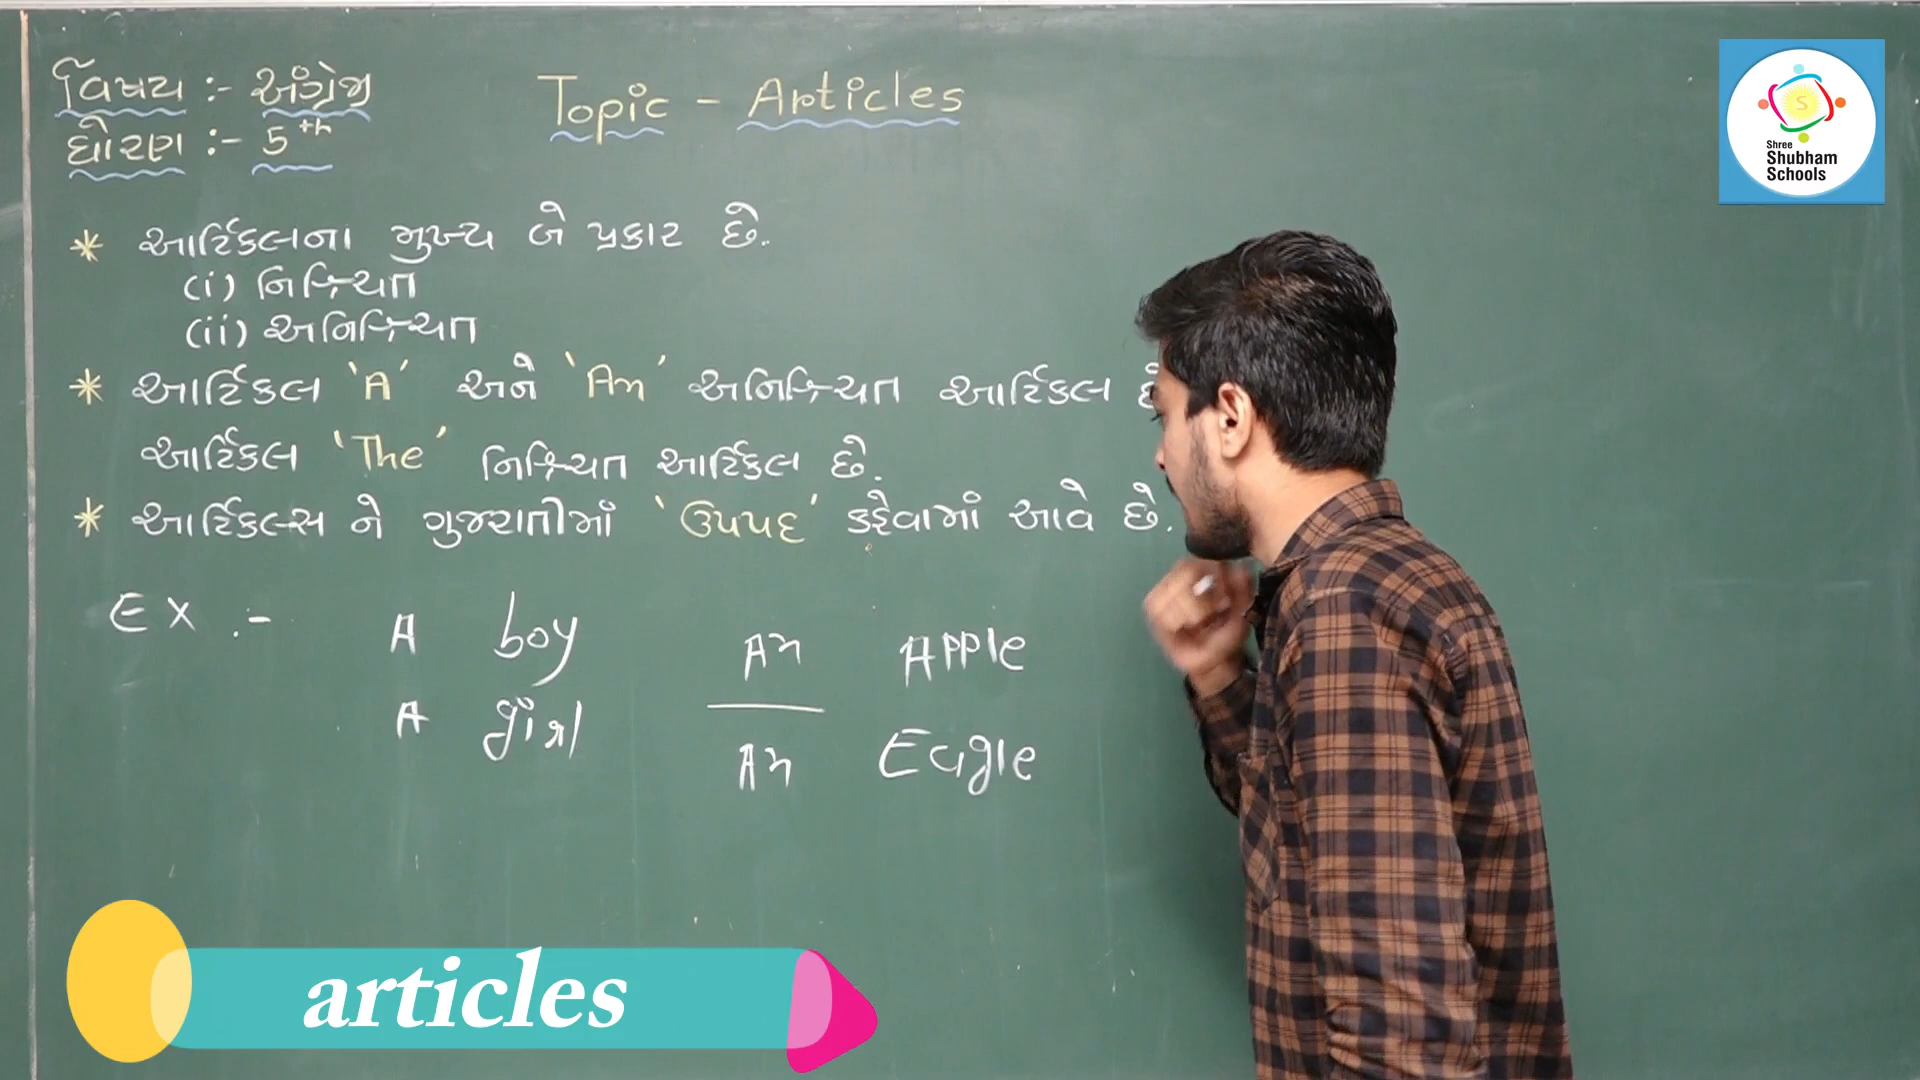 વિષય :- અંગ્રેજી
ધોરણ :- 5th
Topic - Articles
Shree
Shubham
Schools
* આર્ટિકલના મુખ્ય બે પ્રકાર છે.
(i) નિશ્ચિત
(ii) અનિશ્ચિત
* આર્ટિકલ 'A' અને 'An' અનિશ્ચિત આર્ટિકલ છે
આર્ટિકલ 'The' નિશ્ચિત આર્ટિકલ છે.
* આર્ટિકલ્સ ને ગુજરાતીમાં 'ઉપપદ' કહેવામાં આવે છે.
Ex :- A boy An Apple
A girl An Eagle
articles